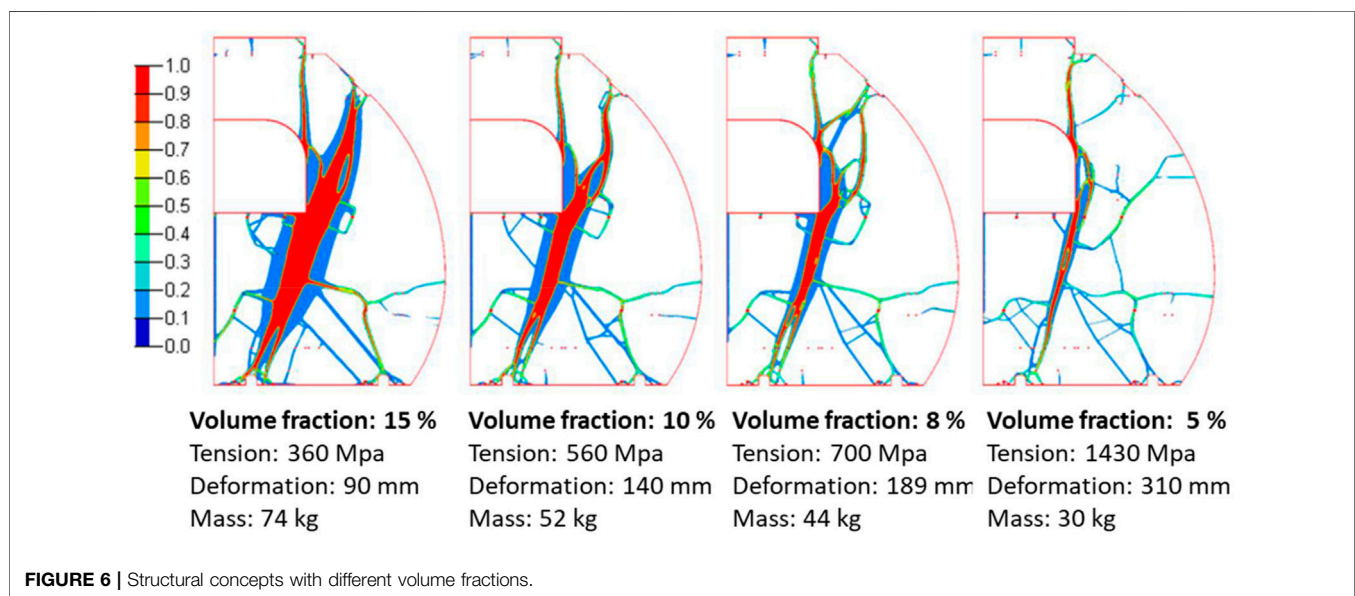 1.0
0.9
0.8
0.7
0.6
0.5
0.4
0.3
0.2
0.1
0.0
Volume fraction: 15 %
Tension: 360 Mpa
Deformation: 90 mm
Mass: 74 kg
Volume fraction: 10 %
Tension: 560 Mpa
Deformation: 140 mm
Mass: 52 kg
Volume fraction: 8 %
Tension: 700 Mpa
Deformation: 189 mm
Mass: 44 kg
Volume fraction: 5 %
Tension: 1430 Mpa
Deformation: 310 mm
Mass: 30 kg
FIGURE 6 | Structural concepts with different volume fractions.